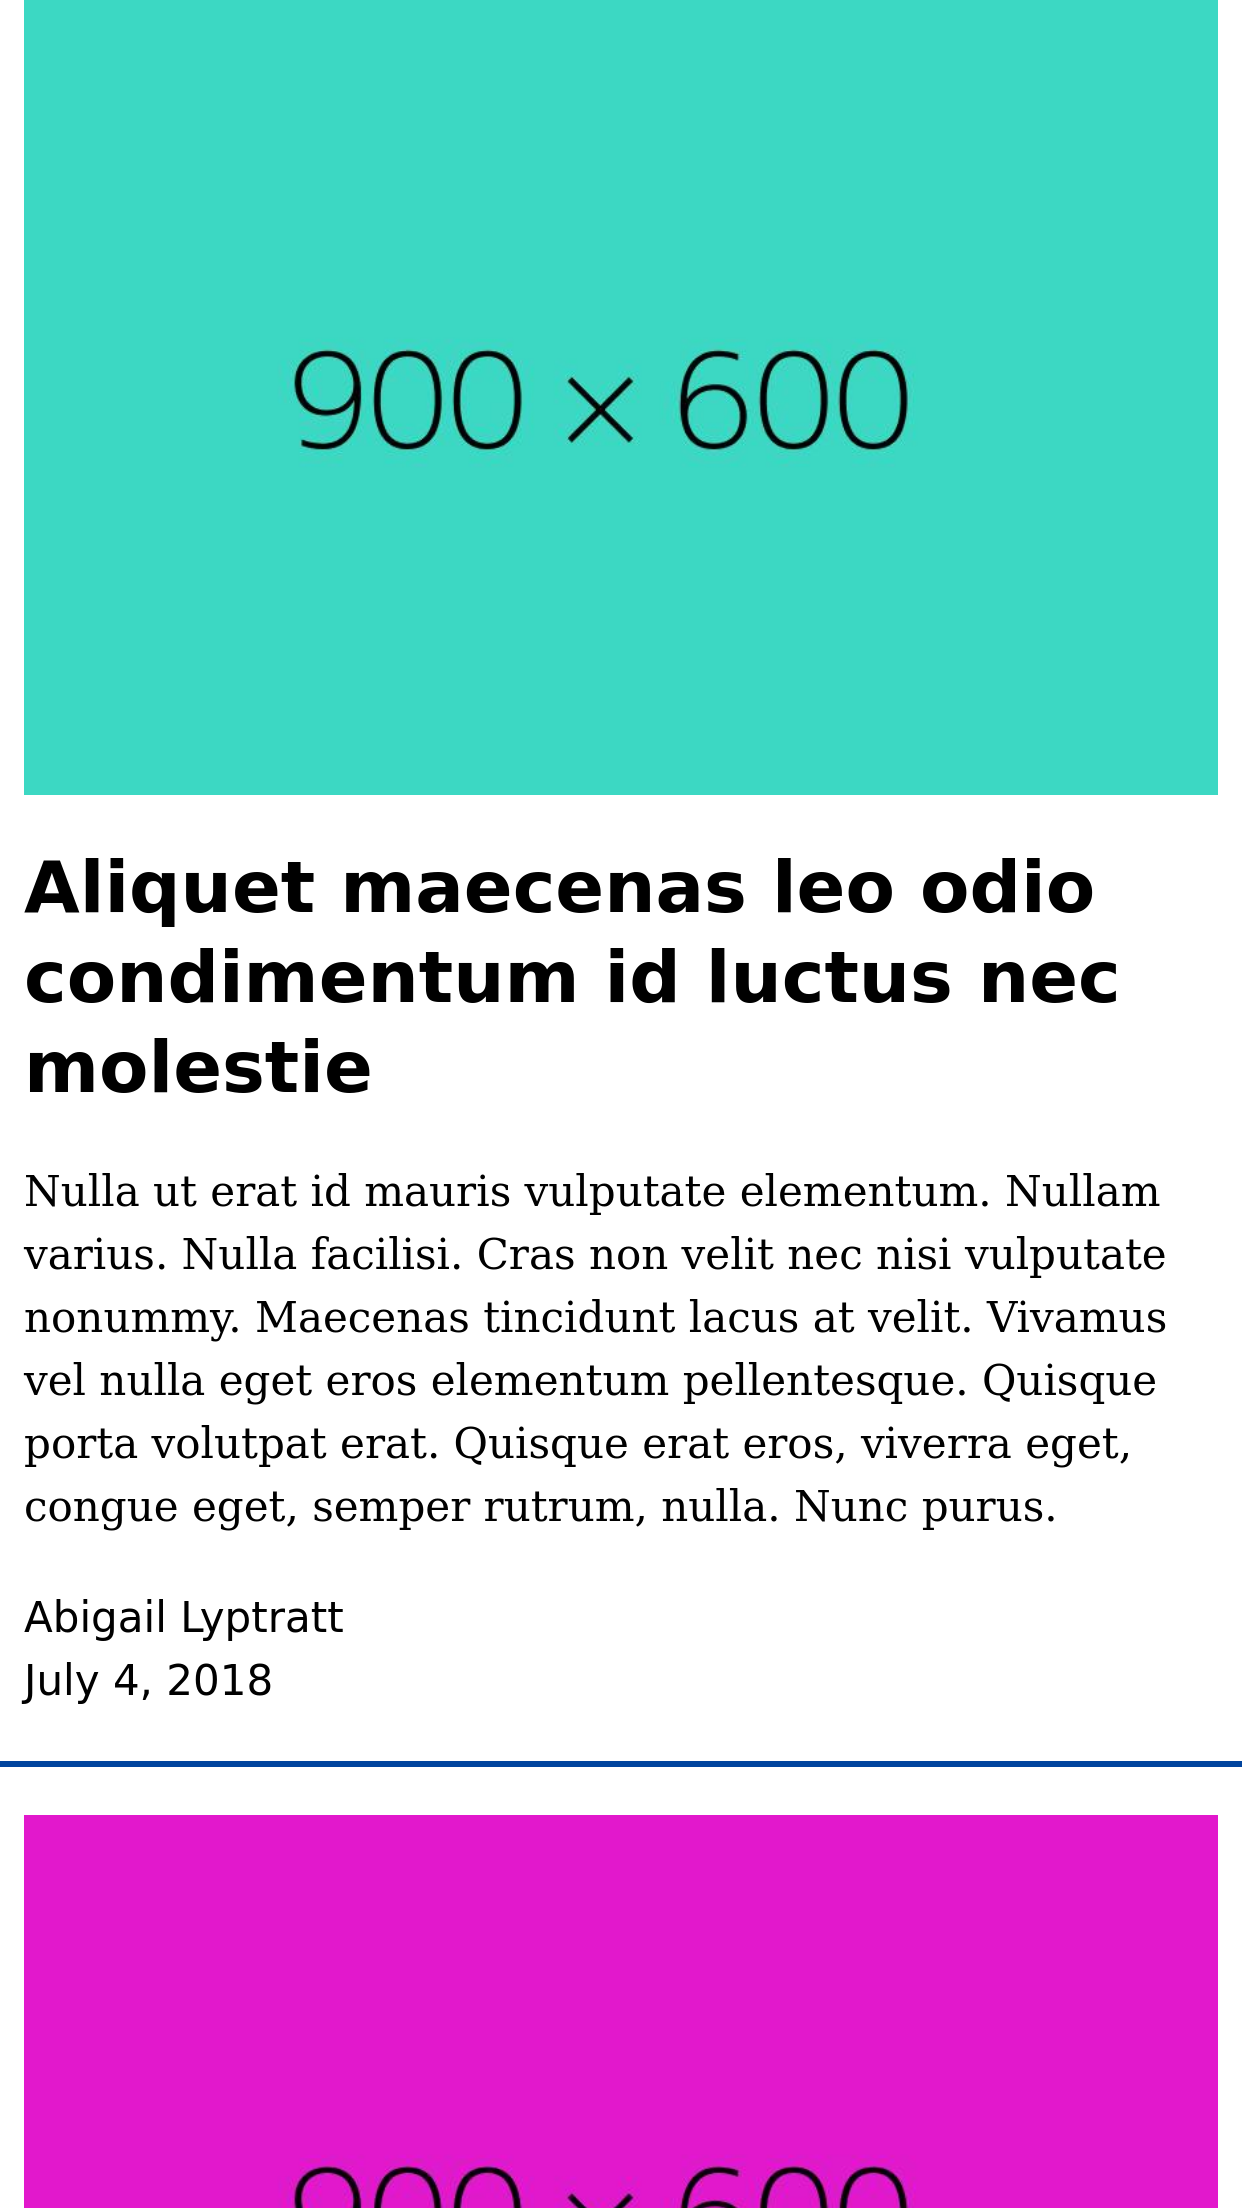 900 × 600
Aliquet maecenas leo odio
condimentum id luctus nec
molestie
Nulla ut erat id mauris vulputate elementum. Nullam
varius. Nulla facilisi. Cras non velit nec nisi vulputate
nonummy. Maecenas tincidunt lacus at velit. Vivamus
vel nulla eget eros elementum pellentesque. Quisque
porta volutpat erat. Quisque erat eros, viverra eget,
congue eget, semper rutrum, nulla. Nunc purus.
Abigail Lyptratt
July 4, 2018
900 × 600